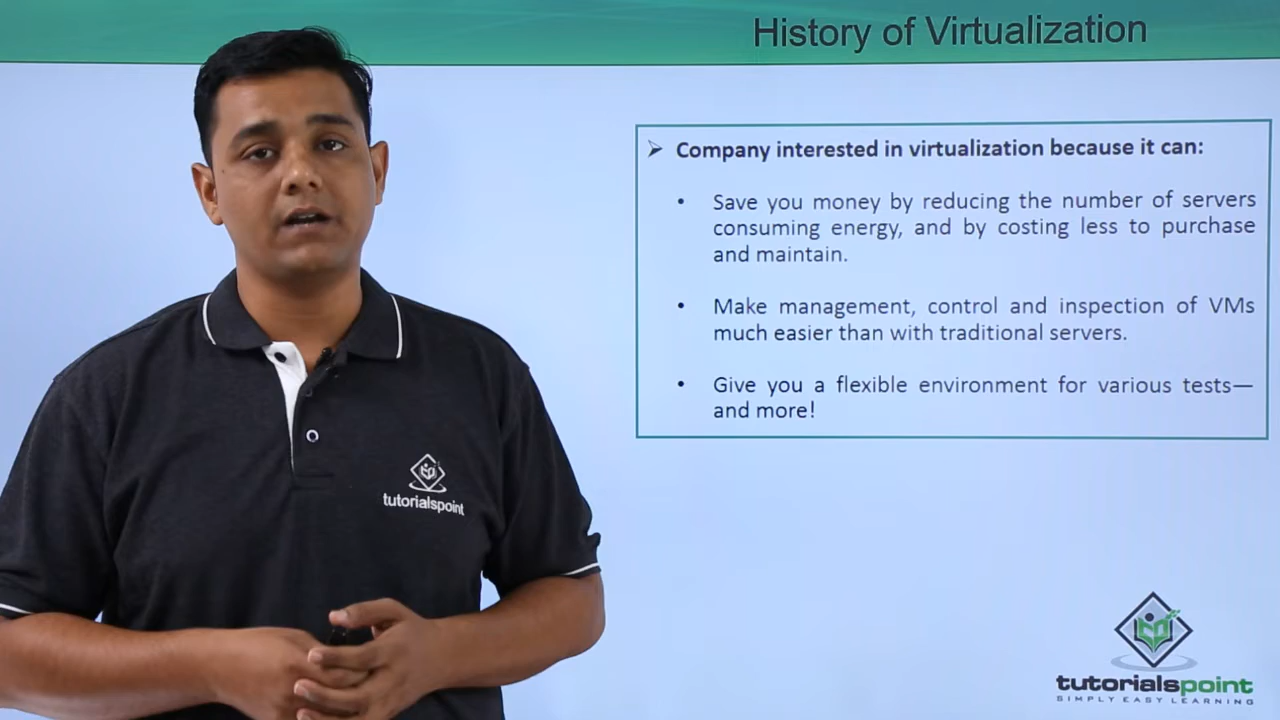 History of Virtualization
➢ Company interested in virtualization because it can:
• Save you money by reducing the number of servers
consuming energy, and by costing less to purchase
and maintain.
• Make management, control and inspection of VMs
much easier than with traditional servers.
• Give you a flexible environment for various tests—
and more!
tutorialspoint
tutorialspoint
SIMPLY EASY LEARNING